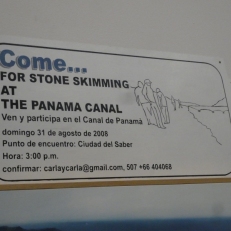 Come...
FOR STONE SKIMMING
AT
THE PANAMA CANAL
Ven y participa en el Canal de Panamá
domingo 31 de agosto de 2008
Punto de encuentro: Ciudad del Saber
Hora: 3:00 p.m.
confirmar: carlaycarla@gmail.com, 507 +66 404068